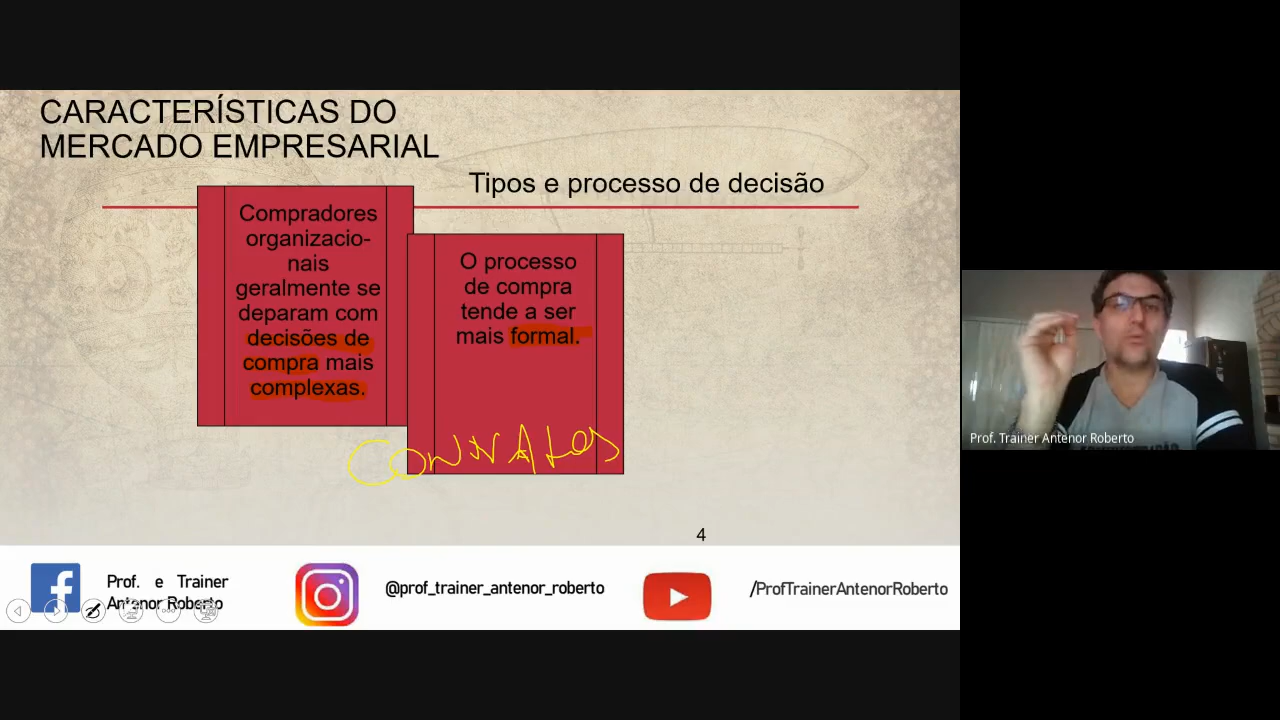 CARACTERÍSTICAS DO
MERCADO EMPRESARIAL
Tipos e processo de decisão
Compradores
organizacio-
nais
geralmente se
deparam com
decisões de
compra mais
complexas.
O processo
de compra
tende a ser
mais formal.
4
Prof. e Trainer
Antenor Roberto
@prof_trainer_antenor_roberto
/ProfTrainerAntenorRoberto
Prof. Trainer Antenor Roberto